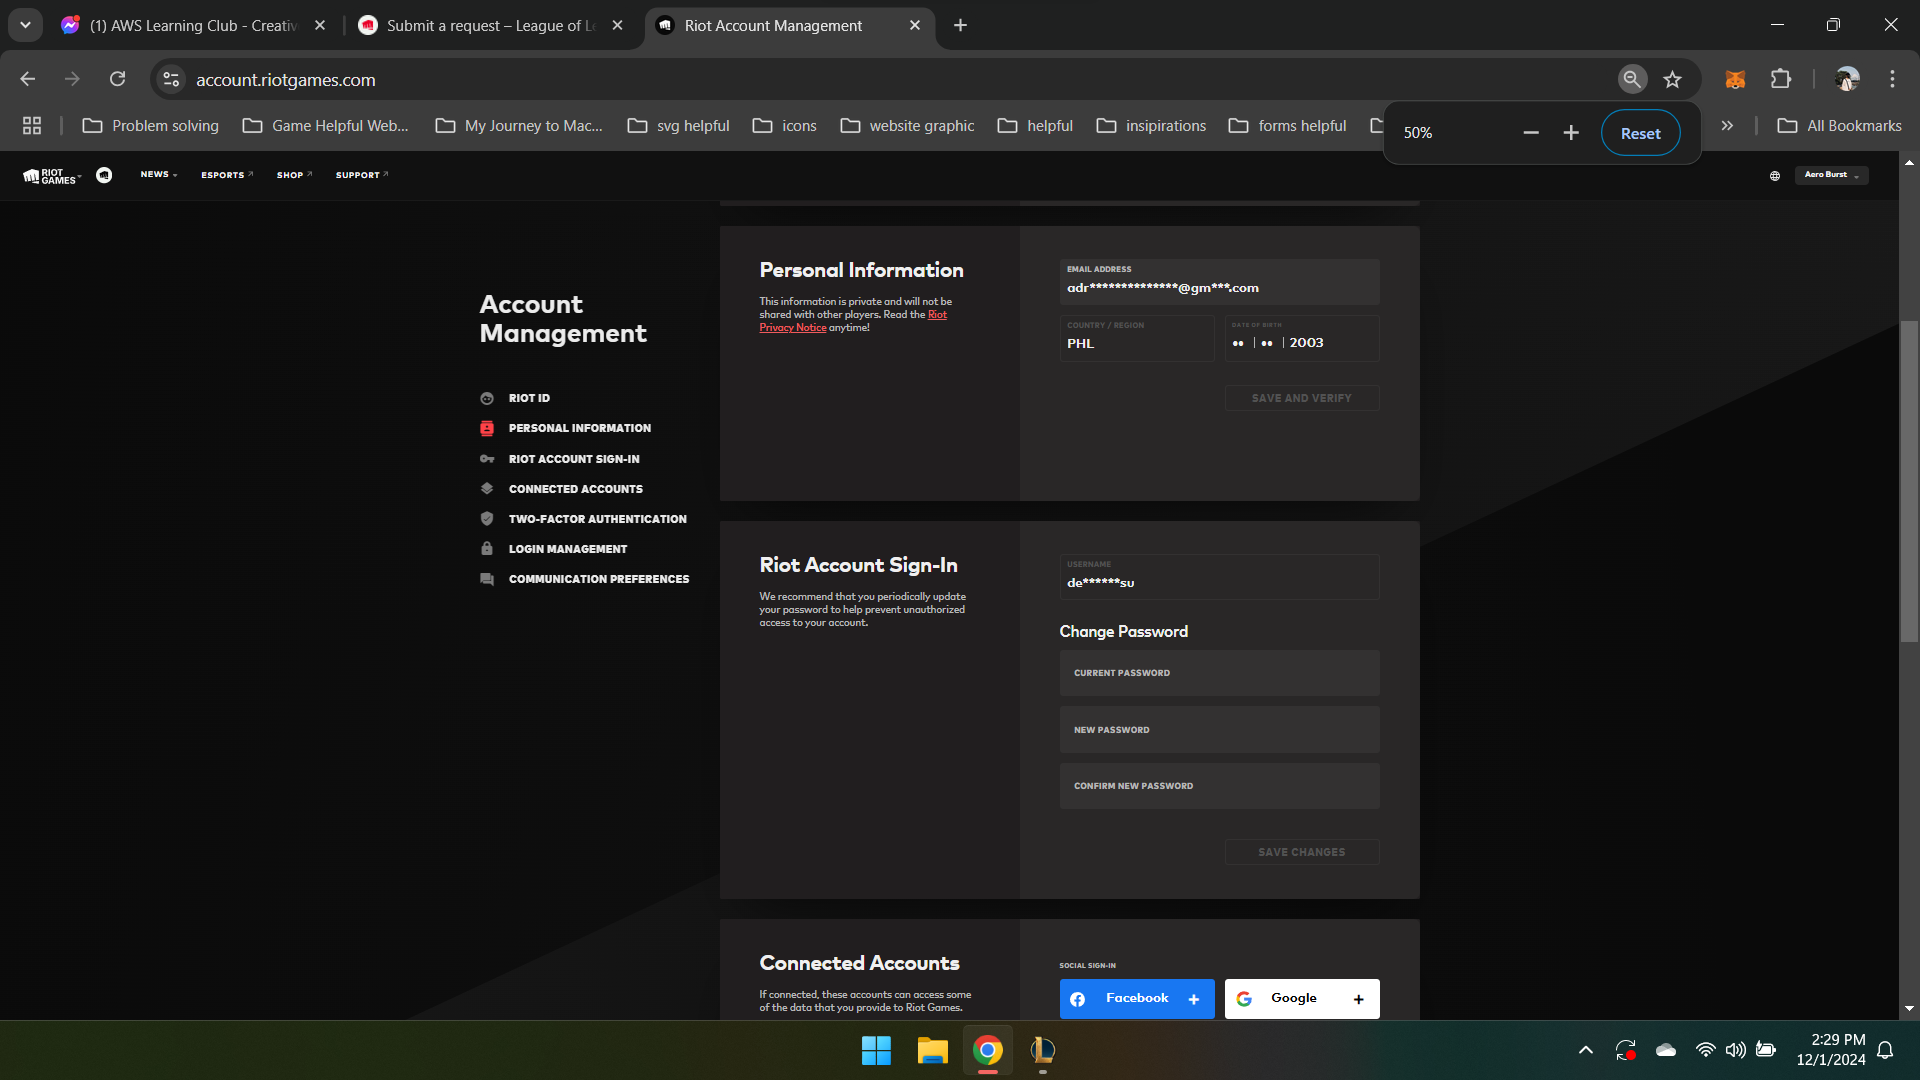 (1) AWS Learning Club - Creativ
Submit a request – League of Le
Riot Account Management
account.riotgames.com
Problem solving
Game Helpful Web...
My Journey to Mac...
svg helpful
icons
website graphic
helpful
insipirations
forms helpful
All Bookmarks
50%
Reset
RIOT GAMES
NEWS
ESPORTS
SHOP
SUPPORT
Aero Burst
Account
Management
RIOT ID
PERSONAL INFORMATION
RIOT ACCOUNT SIGN-IN
CONNECTED ACCOUNTS
TWO-FACTOR AUTHENTICATION
LOGIN MANAGEMENT
COMMUNICATION PREFERENCES
Personal Information
This information is private and will not be
shared with other players. Read the Riot
Privacy Notice anytime!
EMAIL ADDRESS
adr**************@gm***.com
COUNTRY / REGION
PHL
DATE OF BIRTH
•• | •• | 2003
SAVE AND VERIFY
Riot Account Sign-In
We recommend that you periodically update
your password to help prevent unauthorized
access to your account.
USERNAME
de******su
Change Password
CURRENT PASSWORD
NEW PASSWORD
CONFIRM NEW PASSWORD
SAVE CHANGES
Connected Accounts
If connected, these accounts can access some
of the data that you provide to Riot Games.
SOCIAL SIGN-IN
Facebook +
Google +
2:29 PM
12/1/2024